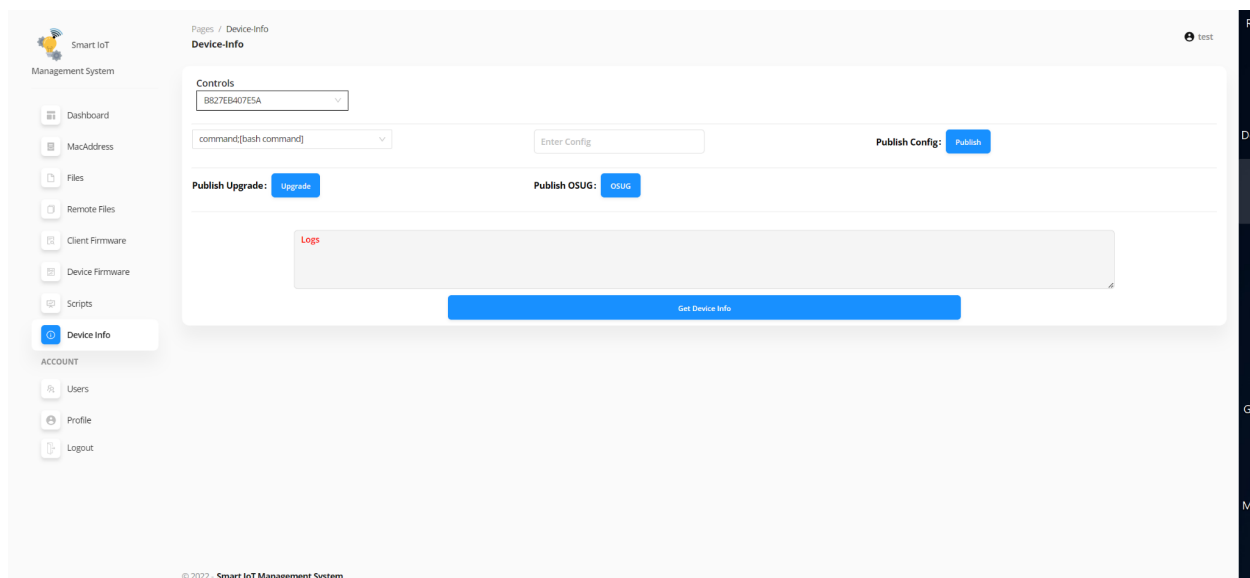 Smart IoT
Management System
Pages / Device-Info
Device-Info
test
Dashboard
MacAddress
Files
Remote Files
Client Firmware
Device Firmware
Scripts
Device Info
ACCOUNT
Users
Profile
Logout
Controls
B827EB407E5A
command;[bash command]
Enter Config
Publish Config: Publish
Publish Upgrade: Upgrade
Publish OSUG: OSUG
Logs
Get Device Info
© 2022 - Smart IoT Management System
D
G
M